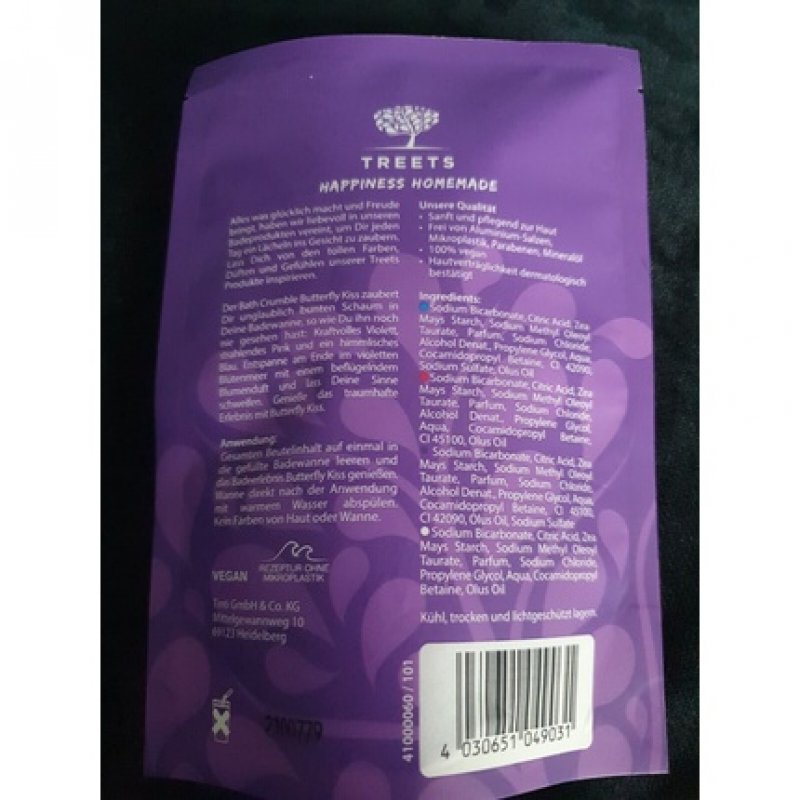 TREETS
HAPPINESS HOMEMADE
Alles was glücklich macht und Freude
bringt, haben wir liebevoll in unseren
Badeprodukten vereint, um Dir jeden
Tag ein Lächeln ins Gesicht zu zaubern.
Lass Dich von den tollen Farben,
Düften und Gefühlen unserer Treets
Produkte inspirieren.
Der Bath Crumble Butterfly Kiss zaubert
Dir unglaublich bunten Schaum in
Deine Badewanne, so wie Du ihn noch
nie gesehen hast: Kraftvolles Violett,
strahlendes Pink und ein himmlisches
Blau. Entspanne am Ende im violetten
Blütenmeer mit einem beflügelndem
Blumenduft und lass Deine Sinne
schwellen. Genieße das traumhafte
Erlebnis mit Butterfly Kiss.
Anwendung:
Gesamten Beutelinhalt auf einmal in
die gefüllte Badewanne leeren und
das Badeerlebnis Butterfly Kiss genießen.
Wanne direkt nach der Anwendung
mit warmem Wasser abspülen.
Kein Färben von Haut oder Wanne.
VEGAN
REZEPTUR OHNE
MIKROPLASTIK
GmbH & Co. KG
Mittelgewannweg 10
69123 Heidelberg
2100779
Unsere Qualität
• Sanft und pflegend zur Haut
• Frei von Aluminium-Salzen,
Mikroplastik, Parabenen, Mineralöl
• 100% vegan
• Hautverträglichkeit dermatologisch
bestätigt
Ingredients:
Sodium Bicarbonate, Citric Acid, Zea
Mays Starch, Sodium Methyl Oleoyl
Taurate, Parfum, Sodium Chloride,
Alcohol Denat., Propylene Glycol, Aqua,
Cocamidopropyl Betaine, CI 42090,
Sodium Sulfate, Olus Oil
Sodium Bicarbonate, Citric Acid, Zea
Mays Starch, Sodium Methyl Oleoyl
Taurate, Parfum, Sodium Chloride,
Alcohol Denat., Propylene Glycol,
Aqua, Cocamidopropyl Betaine,
CI 45100, Olus Oil
Sodium Bicarbonate, Citric Acid, Zea
Mays Starch, Sodium Methyl Oleoyl
Taurate, Parfum, Sodium Chloride,
Alcohol Denat., Propylene Glycol, Aqua,
Cocamidopropyl Betaine, CI 45100,
CI 42090, Olus Oil, Sodium Sulfate
Sodium Bicarbonate, Citric Acid, Zea
Mays Starch, Sodium Methyl Oleoyl
Taurate, Parfum, Sodium Chloride,
Propylene Glycol, Aqua, Cocamidopropyl
Betaine, Olus Oil
Kühl, trocken und lichtgeschützt lagern.
41000060 / 101
4 030651 049031